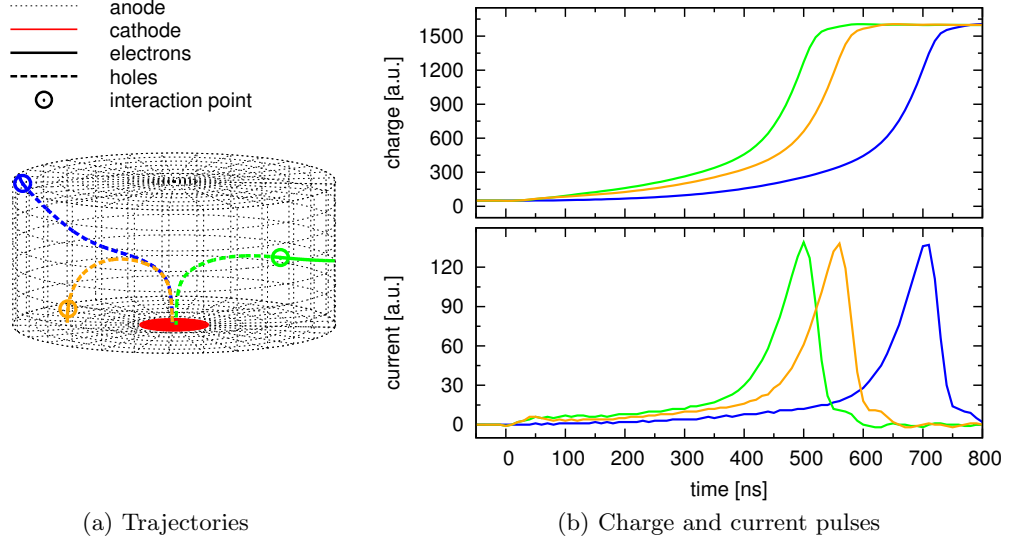 anode
cathode
electrons
holes
interaction point
(a) Trajectories
charge [a.u.]
1500
1200
900
600
300
0
current [a.u.]
120
90
60
30
0
0 100 200 300 400 500 600 700 800
time [ns]
(b) Charge and current pulses